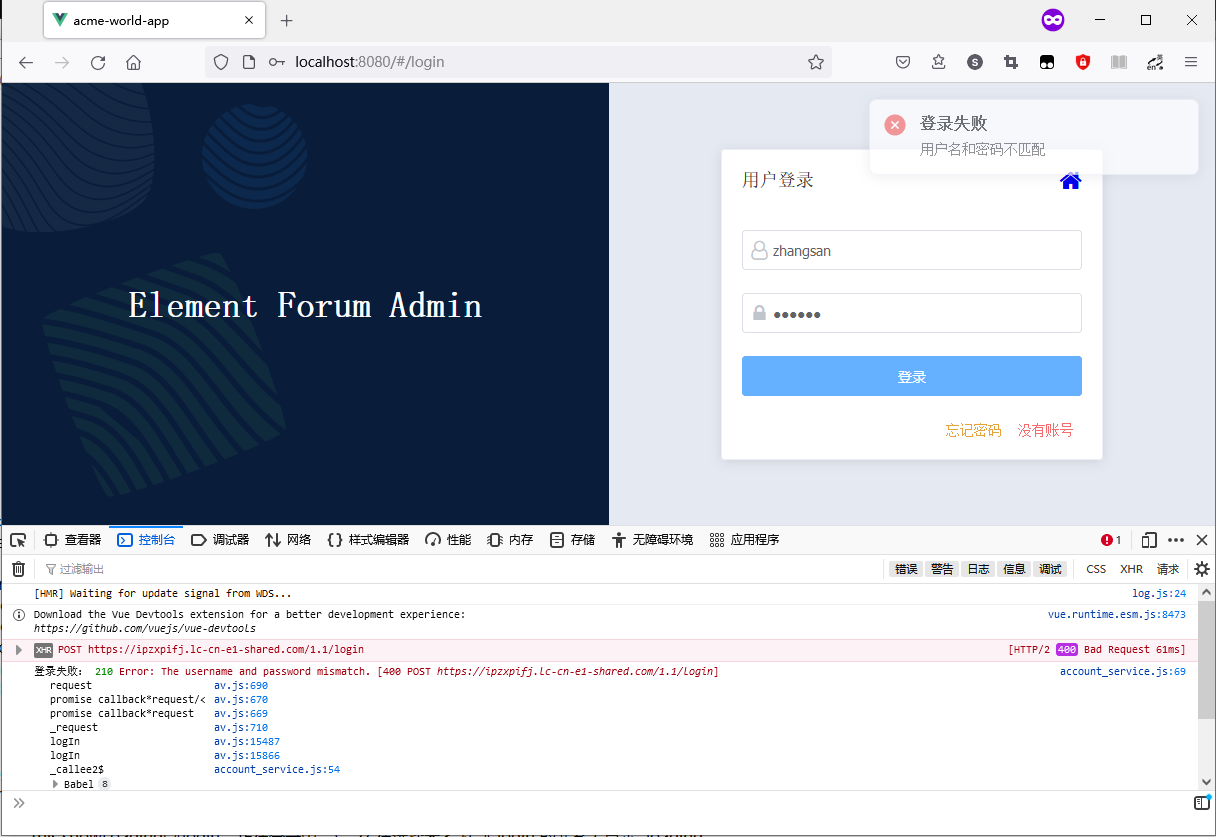 acme-world-app
localhost:8080/#/login
登录失败
用户名和密码不匹配
用户登录
zhangsan
Element Forum Admin
登录
忘记密码 没有账号
查看器 控制台 调试器 网络 样式编辑器 性能 内存 存储 无障碍环境 应用程序 1
过滤输出 错误 警告 日志 信息 调试 CSS XHR 请求
[HMR] Waiting for update signal from WDS... log.js:24
Download the Vue Devtools extension for a better development experience: vue.runtime.esm.js:8473
https://github.com/vuejs/vue-devtools
XHR POST https://ipzxpifj.lc-cn-e1-shared.com/1.1/login [HTTP/2 400 Bad Request 61ms]
登录失败： 210 Error: The username and password mismatch. [400 POST https://ipzxpifj.lc-cn-e1-shared.com/1.1/login] account_service.js:69
request av.js:690
promise callback*request/< av.js:670
promise callback*request av.js:669
_request av.js:710
logIn av.js:15487
logIn av.js:15866
_callee2$ account_service.js:54
Babel 8